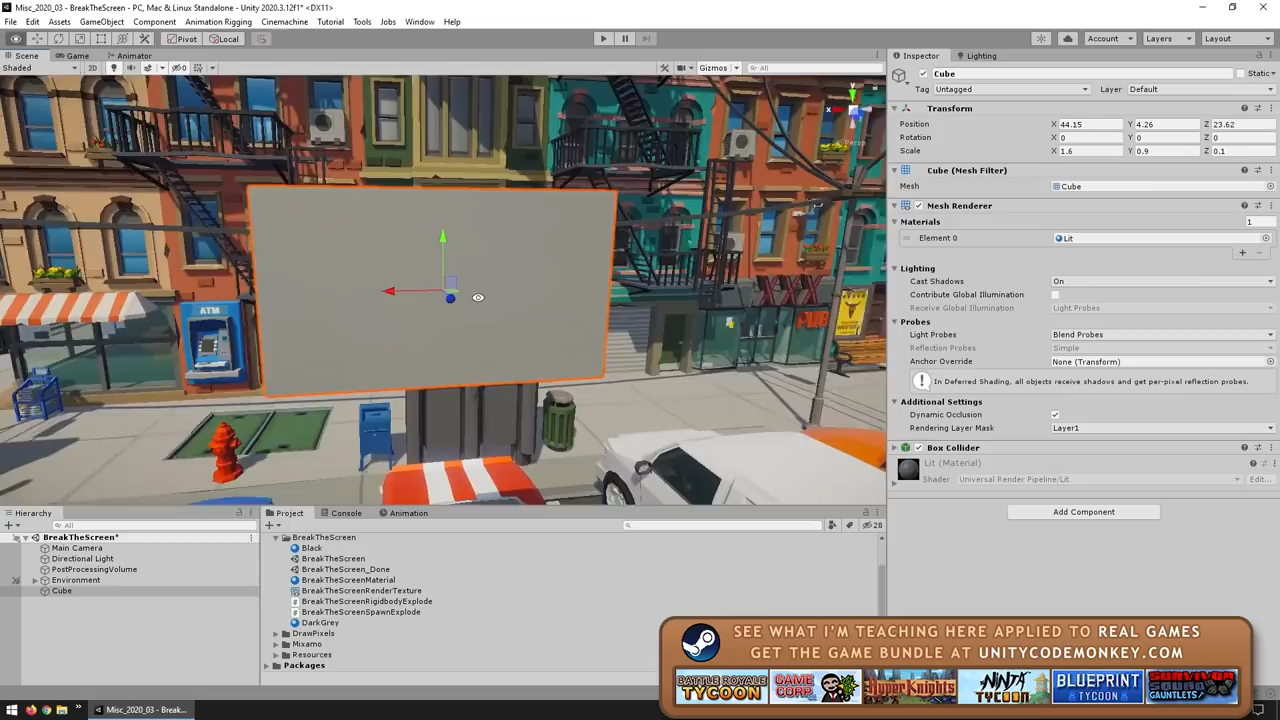 Misc_2020_03 - BreakTheScreen - PC, Mac & Linux Standalone - Unity 2020.3.12f1* <DX11>
File Edit Assets GameObject Component Animation Rigging Cinemachine Tutorial Tools Jobs Window Help
Pivot Local Account Layers Layout
Scene Game Animator
Shaded 2D 0 Gizmos All
Persp
ATM
XXX
PUB
Inspector Lighting
Cube Static
Tag Untagged Layer Default
Transform
Position X 44.15 Y 4.26 Z 23.62
Rotation X 0 Y 0 Z 0
Scale X 1.6 Y 0.9 Z 0.1
Cube (Mesh Filter)
Mesh Cube
Mesh Renderer
Materials 1
Element 0 Lit
Lighting
Cast Shadows On
Contribute Global Illumination
Receive Global Illumination Light Probes
Probes
Light Probes Blend Probes
Reflection Probes Simple
Anchor Override None (Transform)
In Deferred Shading, all objects receive shadows and get per-pixel reflection probes.
Additional Settings
Dynamic Occlusion
Rendering Layer Mask Layer1
Box Collider
Lit (Material)
Shader Universal Render Pipeline/Lit Edit...
Add Component
Hierarchy
All
BreakTheScreen*
Main Camera
Directional Light
PostProcessingVolume
Environment
Cube
Project Console Animation
28
BreakTheScreen
Black
BreakTheScreen
BreakTheScreen_Done
BreakTheScreenMaterial
BreakTheScreenRenderTexture
BreakTheScreenRigidbodyExplode
BreakTheScreenSpawnExplode
DarkGrey
DrawPixels
Mixamo
Resources
Packages
SEE WHAT I'M TEACHING HERE APPLIED TO REAL GAMES
GET THE GAME BUNDLE AT UNITYCODEMONKEY.COM
BATTLE ROYALE TYCOON
GAME CORP
HYPER KNIGHTS
NINJA TYCOON
BLUEPRINT TYCOON
SURVIVOR SQUAD GAUNTLETS
Misc_2020_03 - Break...